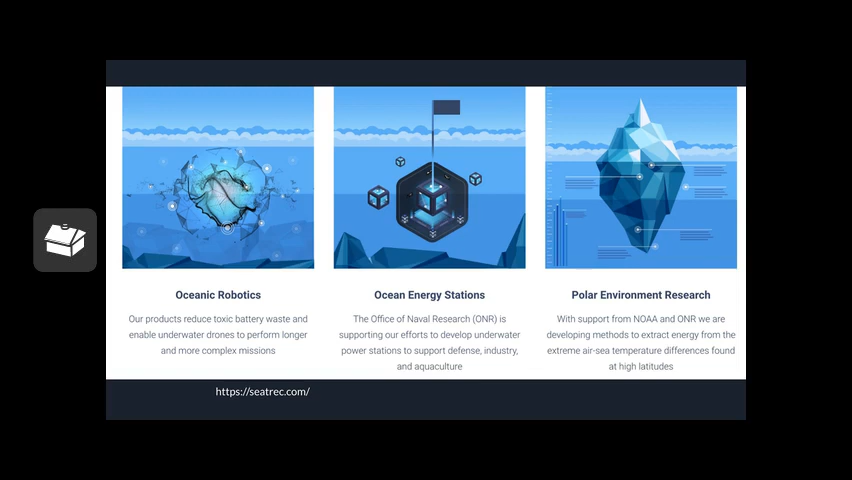 Oceanic Robotics
Our products reduce toxic battery waste and
enable underwater drones to perform longer
and more complex missions
Ocean Energy Stations
The Office of Naval Research (ONR) is
supporting our efforts to develop underwater
power stations to support defense, industry,
and aquaculture
Polar Environment Research
With support from NOAA and ONR we are
developing methods to extract energy from the
extreme air-sea temperature differences found
at high latitudes
https://seatrec.com/